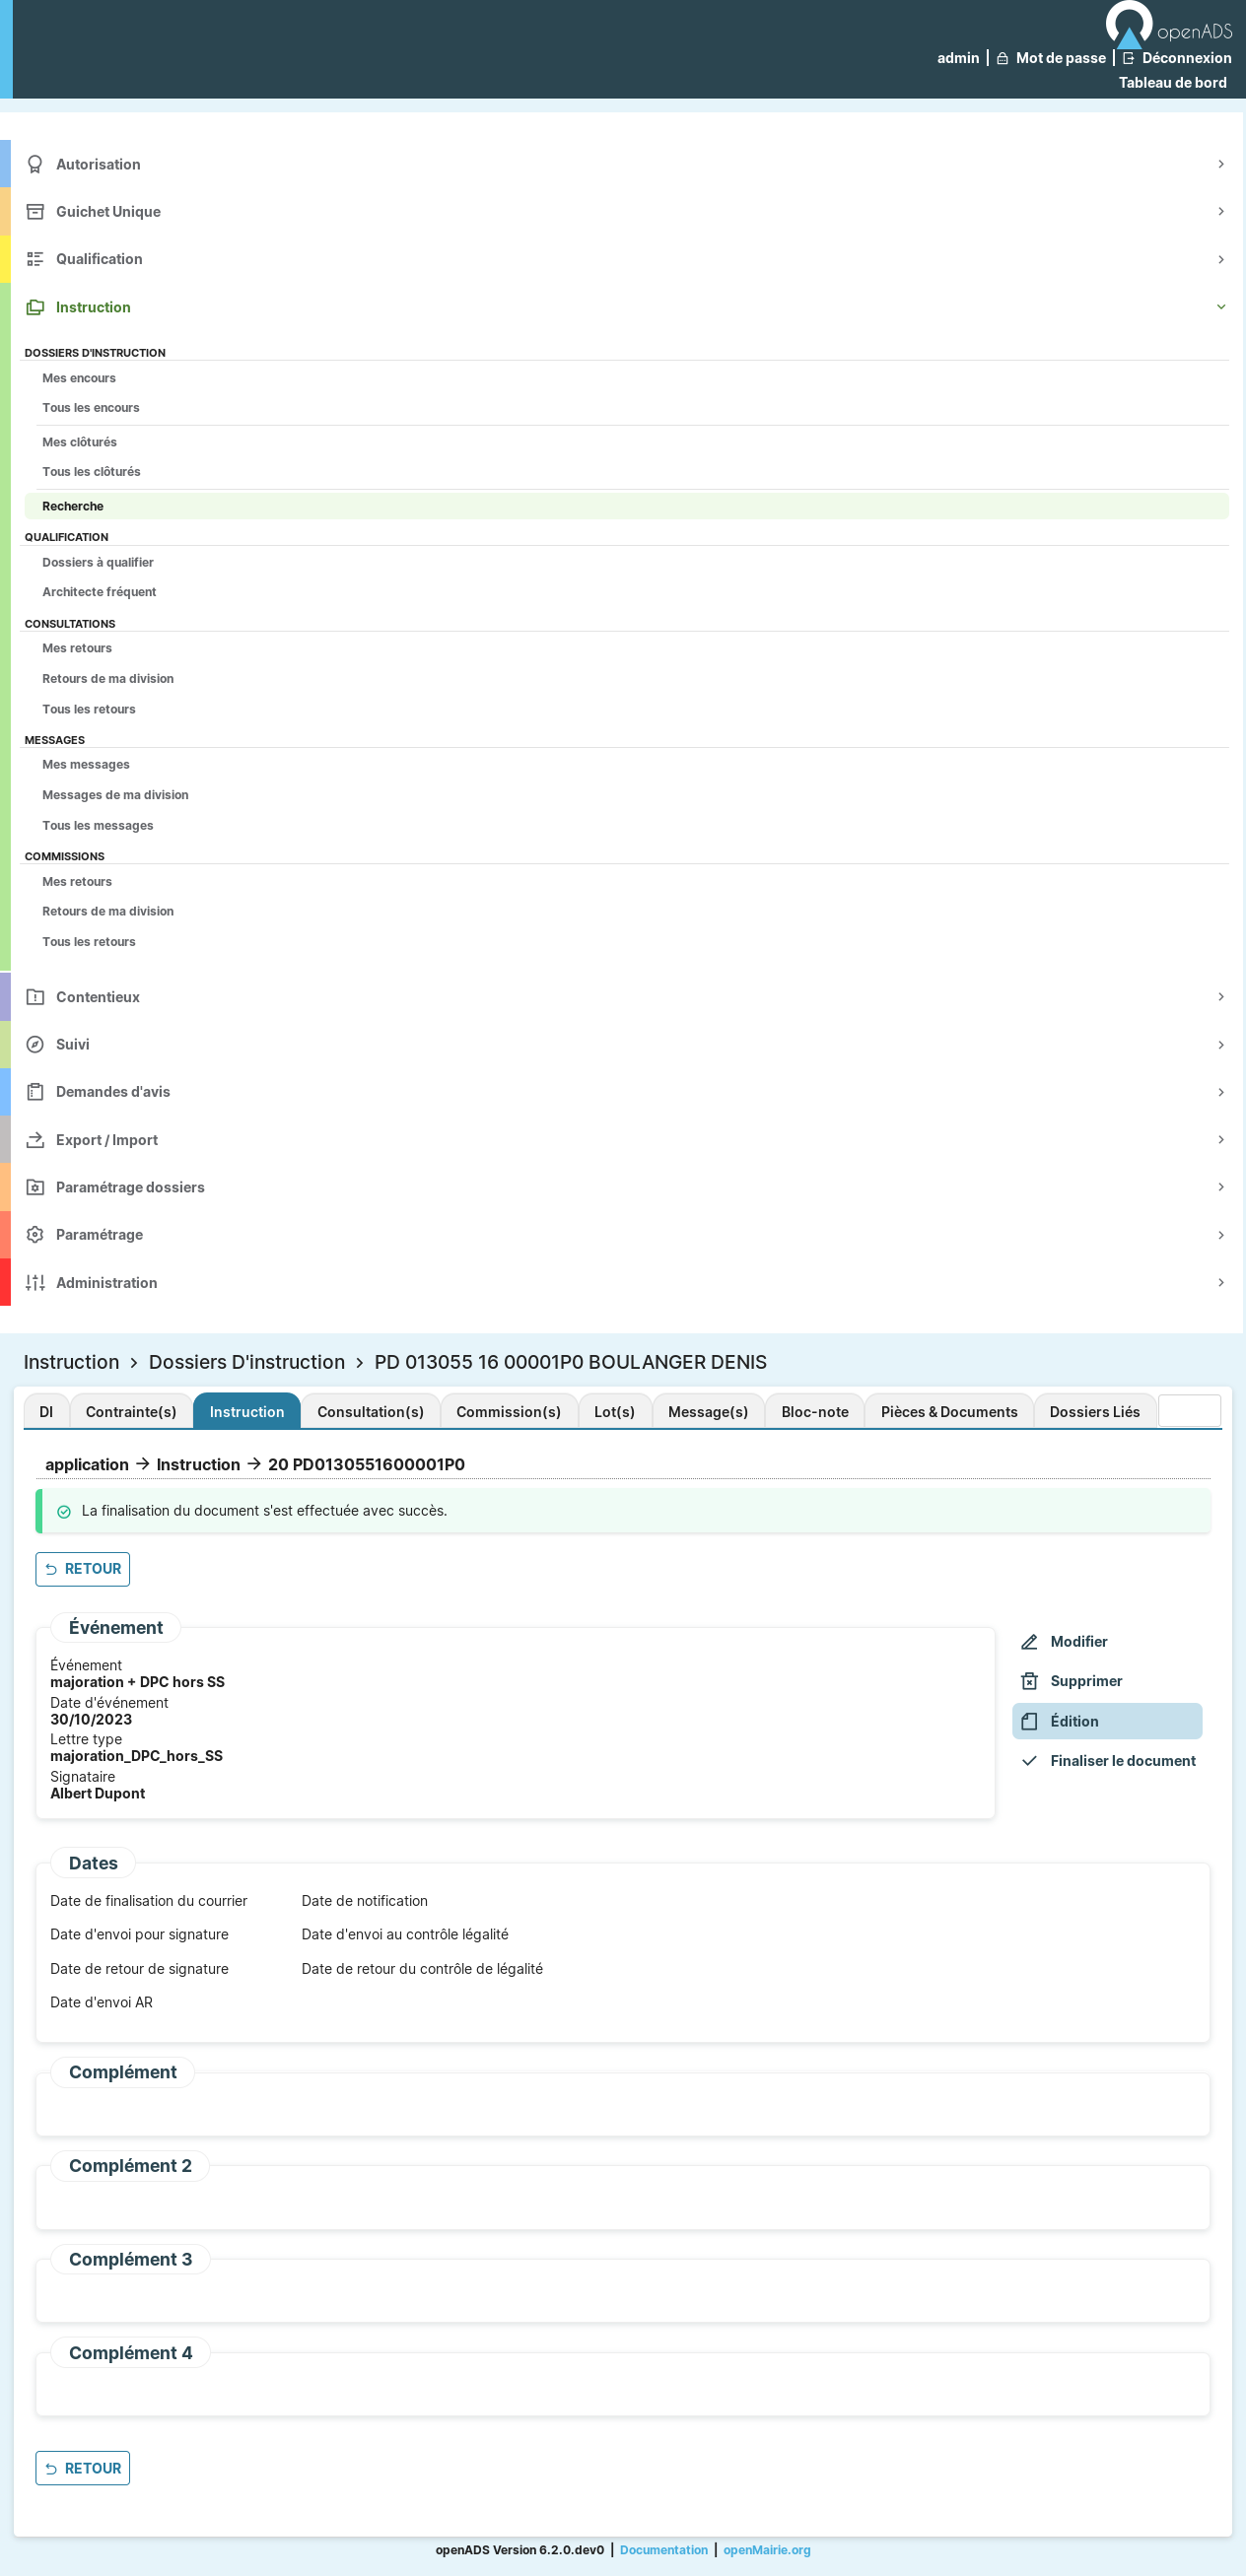 openADS
admin | Mot de passe | Déconnexion
Tableau de bord
Autorisation
Guichet Unique
Qualification
Instruction
DOSSIERS D'INSTRUCTION
Mes encours
Tous les encours
Mes clôturés
Tous les clôturés
Recherche
QUALIFICATION
Dossiers à qualifier
Architecte fréquent
CONSULTATIONS
Mes retours
Retours de ma division
Tous les retours
MESSAGES
Mes messages
Messages de ma division
Tous les messages
COMMISSIONS
Mes retours
Retours de ma division
Tous les retours
Contentieux
Suivi
Demandes d'avis
Export / Import
Paramétrage dossiers
Paramétrage
Administration
Instruction > Dossiers D'instruction > PD 013055 16 00001P0 BOULANGER DENIS
DI Contrainte(s) Instruction Consultation(s) Commission(s) Lot(s) Message(s) Bloc-note Pièces & Documents Dossiers Liés
application → Instruction → 20 PD0130551600001P0
La finalisation du document s'est effectuée avec succès.
RETOUR
Événement
Événement
majoration + DPC hors SS
Date d'événement
30/10/2023
Lettre type
majoration_DPC_hors_SS
Signataire
Albert Dupont
Modifier
Supprimer
Édition
Finaliser le document
Dates
Date de finalisation du courrier Date de notification
Date d'envoi pour signature Date d'envoi au contrôle légalité
Date de retour de signature Date de retour du contrôle de légalité
Date d'envoi AR
Complément
Complément 2
Complément 3
Complément 4
RETOUR
openADS Version 6.2.0.dev0 | Documentation | openMairie.org